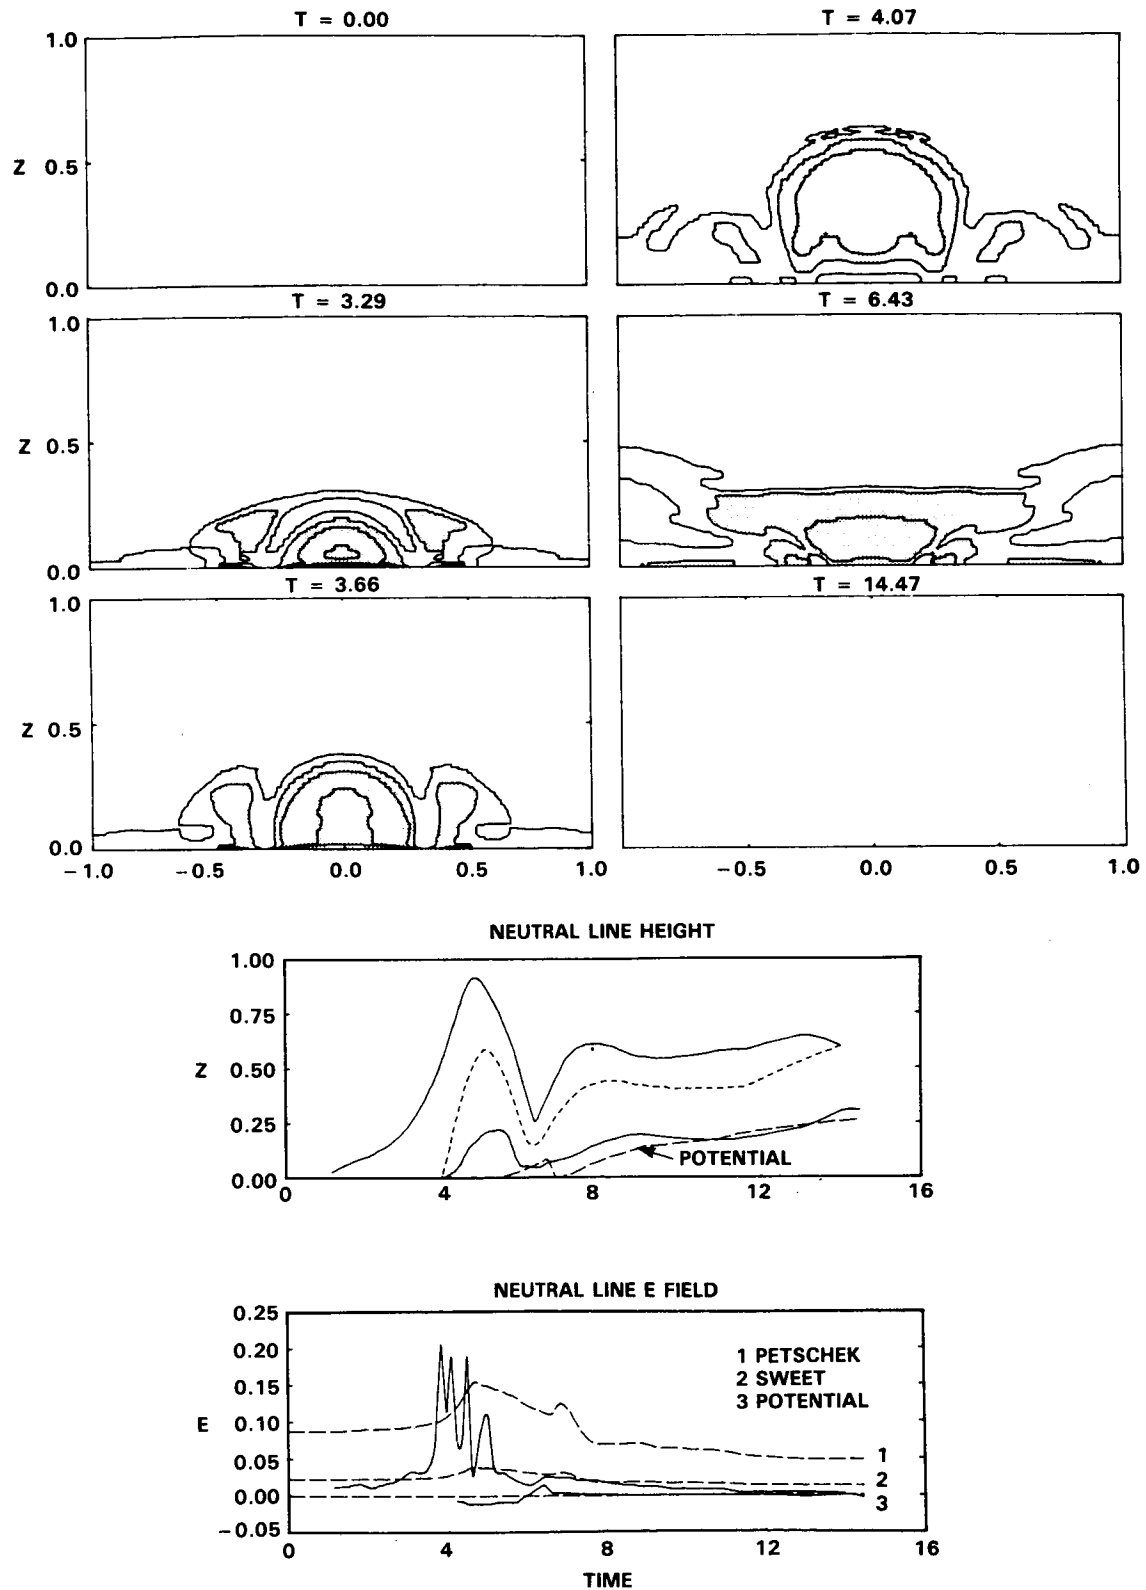 T = 0.00
T = 4.07
1.0
Z 0.5
0.0
T = 3.29
T = 6.43
1.0
Z 0.5
0.0
T = 3.66
T = 14.47
1.0
Z 0.5
0.0
−1.0 −0.5 0.0 0.5 1.0
−0.5 0.0 0.5 1.0
NEUTRAL LINE HEIGHT
1.00
0.75
Z 0.50
0.25
0.00
POTENTIAL
0 4 8 12 16
NEUTRAL LINE E FIELD
0.25
0.20
0.15
E 0.10
0.05
0.00
−0.05
1 PETSCHEK
2 SWEET
3 POTENTIAL
1
2
3
0 4 8 12 16
TIME